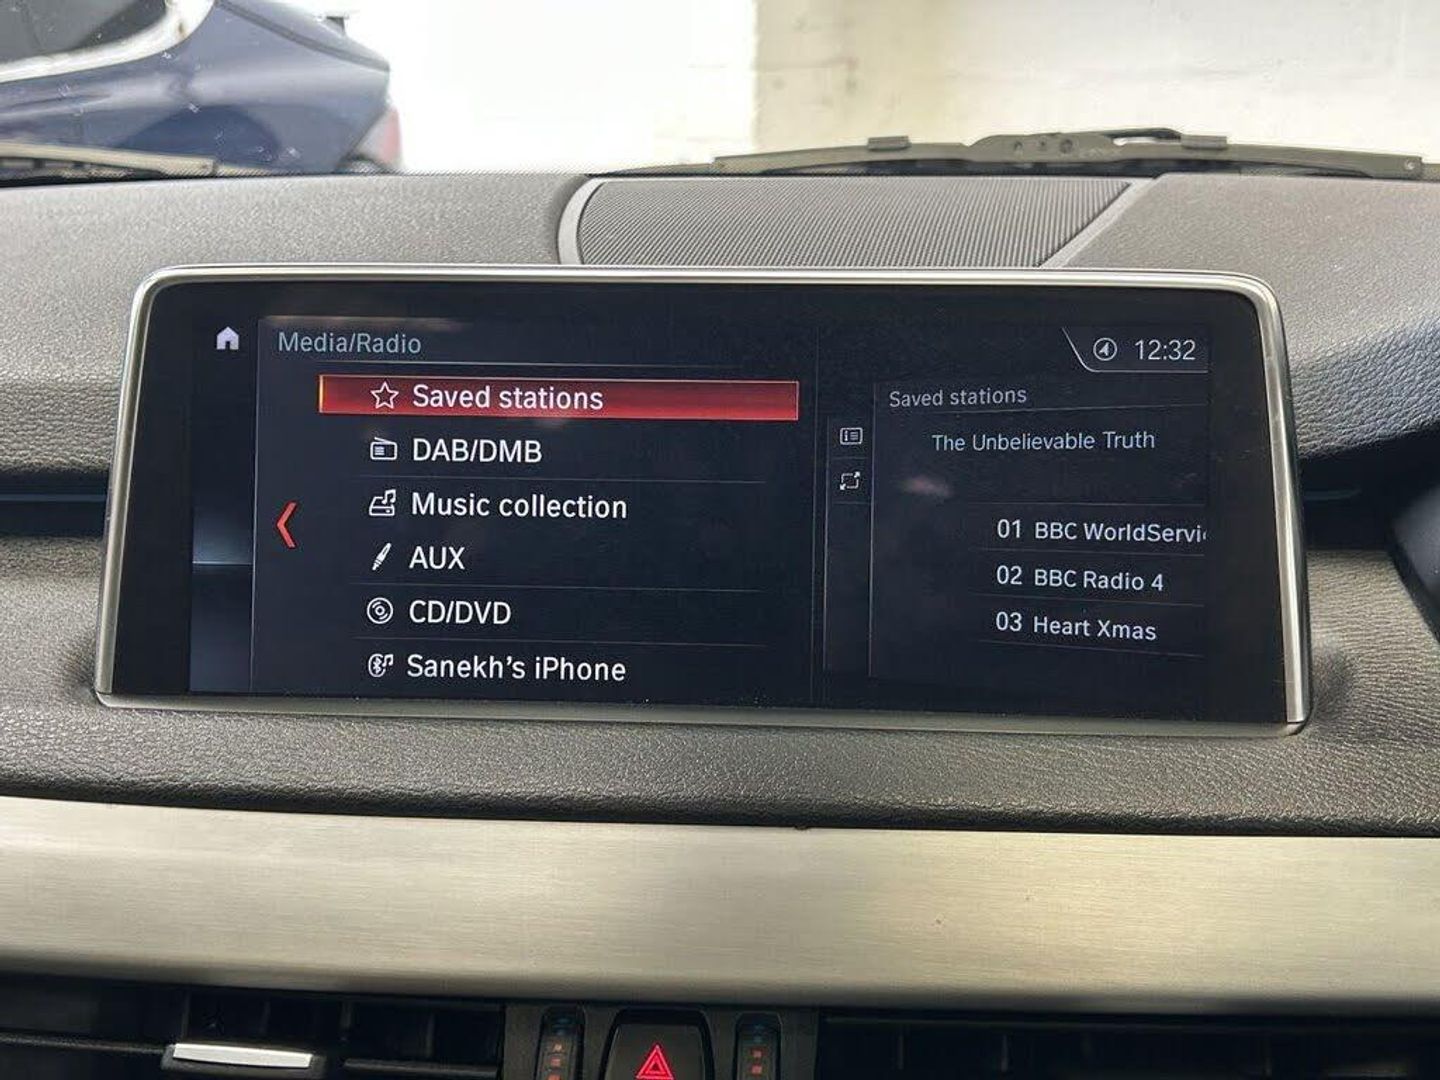 Media/Radio
12:32
Saved stations
DAB/DMB
Music collection
AUX
CD/DVD
Sanekh's iPhone
Saved stations
The Unbelievable Truth
01 BBC WorldServi
02 BBC Radio 4
03 Heart Xmas